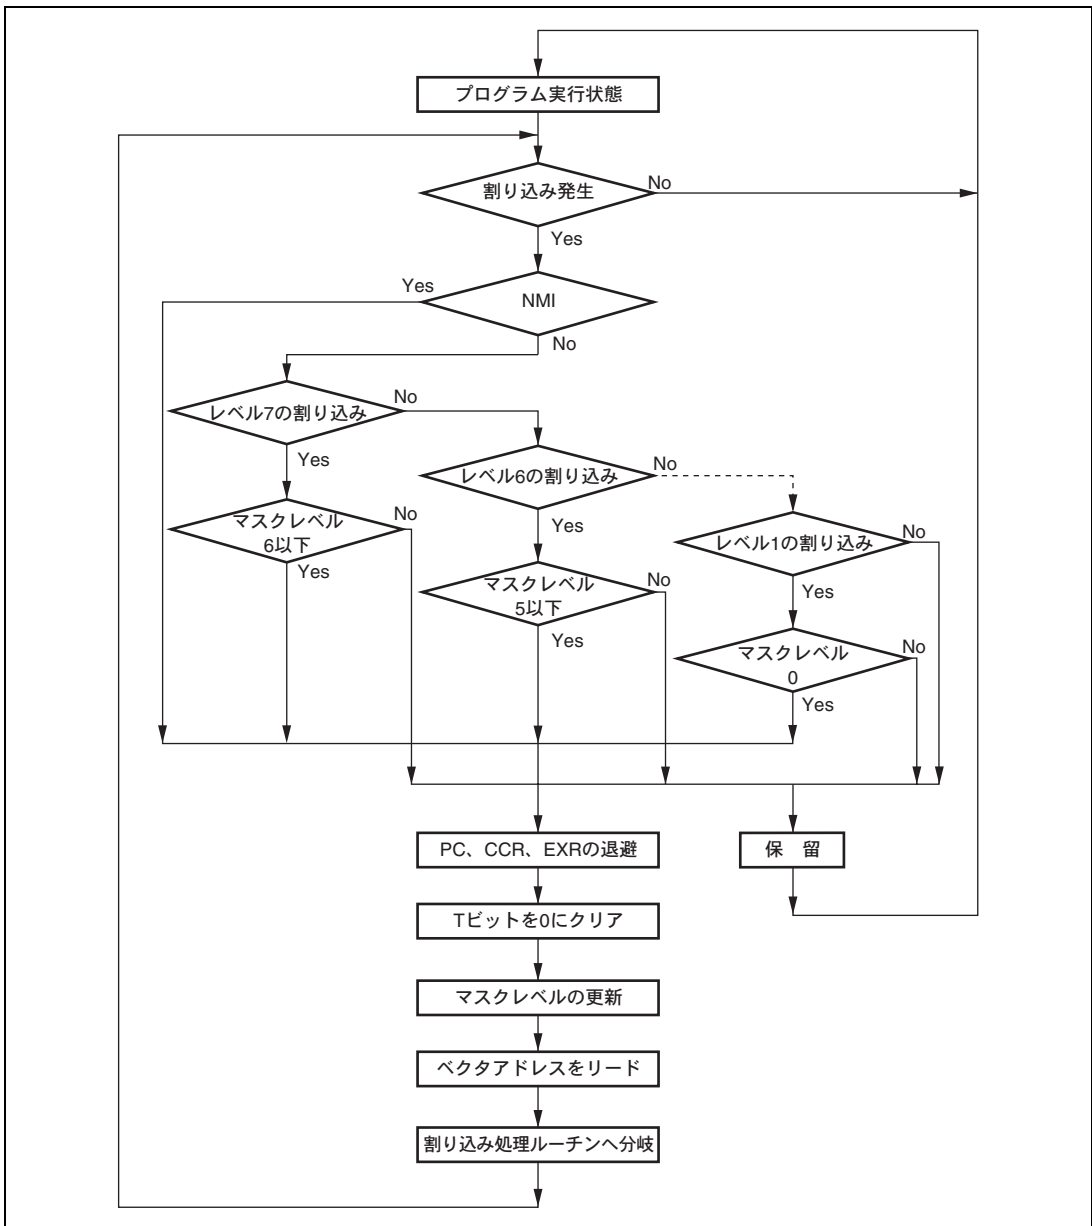 プログラム実行状態
割り込み発生
No
Yes
Yes
NMI
No
レベル7の割り込み
No
Yes
レベル6の割り込み
No
Yes
マスクレベル
6以下
No
Yes
レベル1の割り込み
No
Yes
マスクレベル
5以下
No
Yes
マスクレベル
0
No
Yes
PC、CCR、EXRの退避
保　留
Tビットを0にクリア
マスクレベルの更新
ベクタアドレスをリード
割り込み処理ルーチンへ分岐